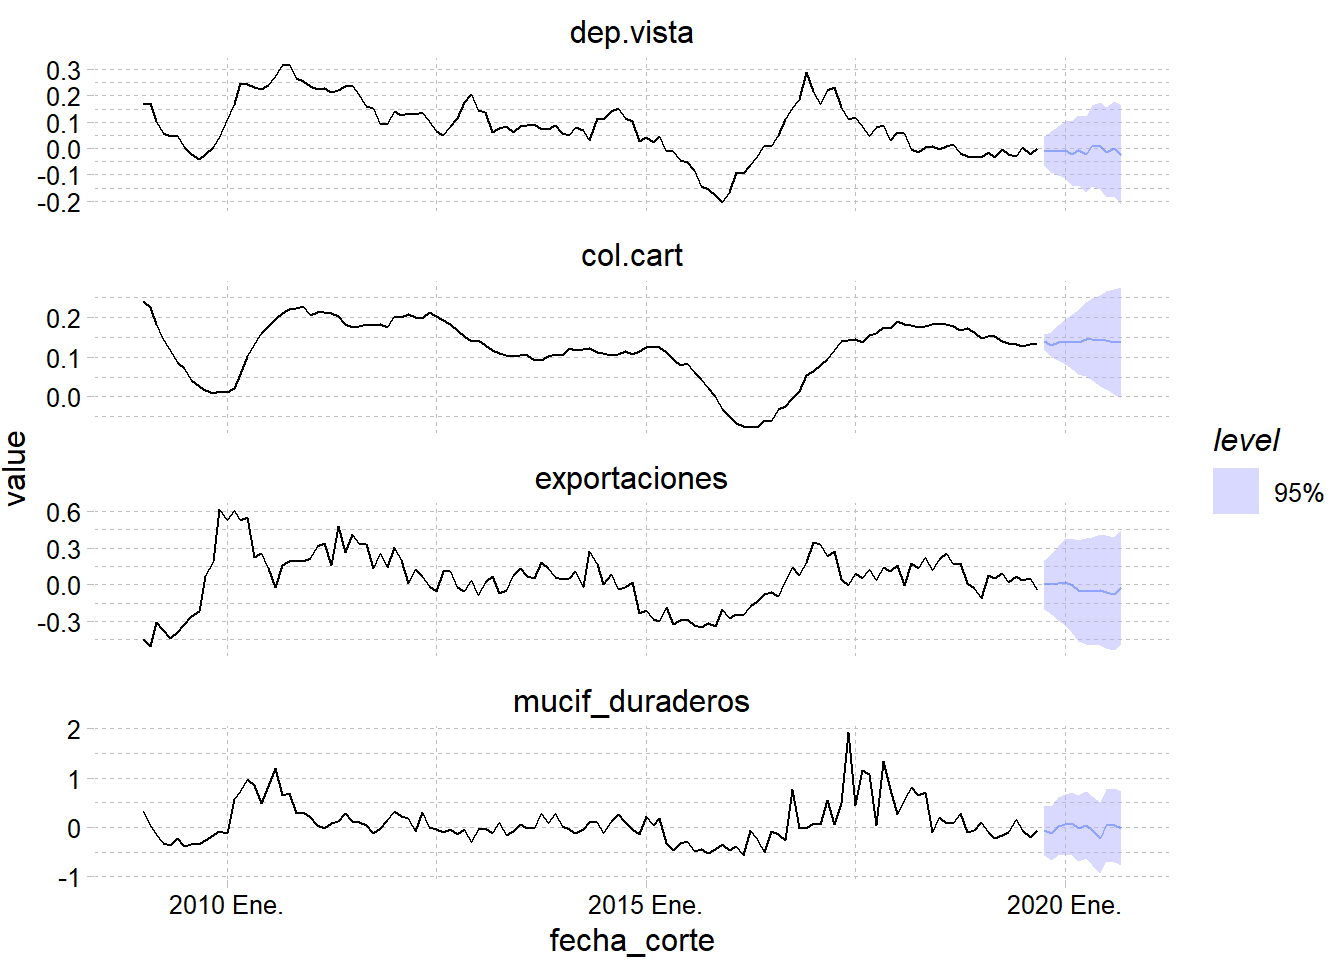 dep.vista
0.3
0.2
0.1
0.0
-0.1
-0.2
col.cart
0.2
0.1
0.0
exportaciones
0.6
0.3
0.0
-0.3
mucif_duraderos
2
1
0
-1
2010 Ene.
2015 Ene.
2020 Ene.
fecha_corte
value
level
95%